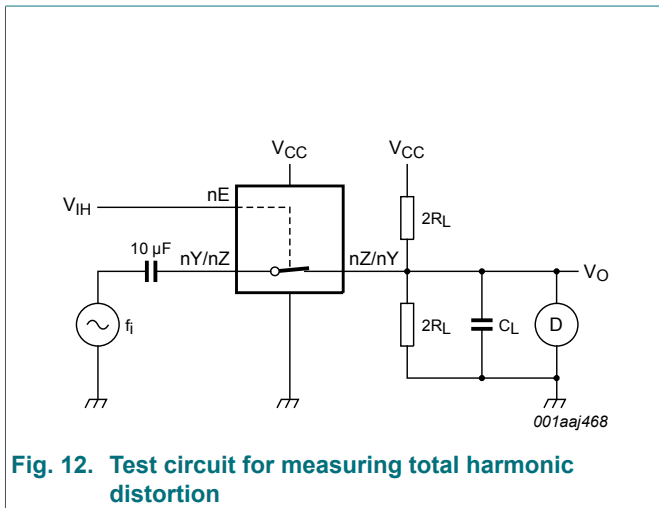 VCC
VCC
nE
VIH
2RL
10 µF
nY/nZ
nZ/nY
VO
fi
2RL
CL
D
001aaj468
Fig. 12. Test circuit for measuring total harmonic
distortion